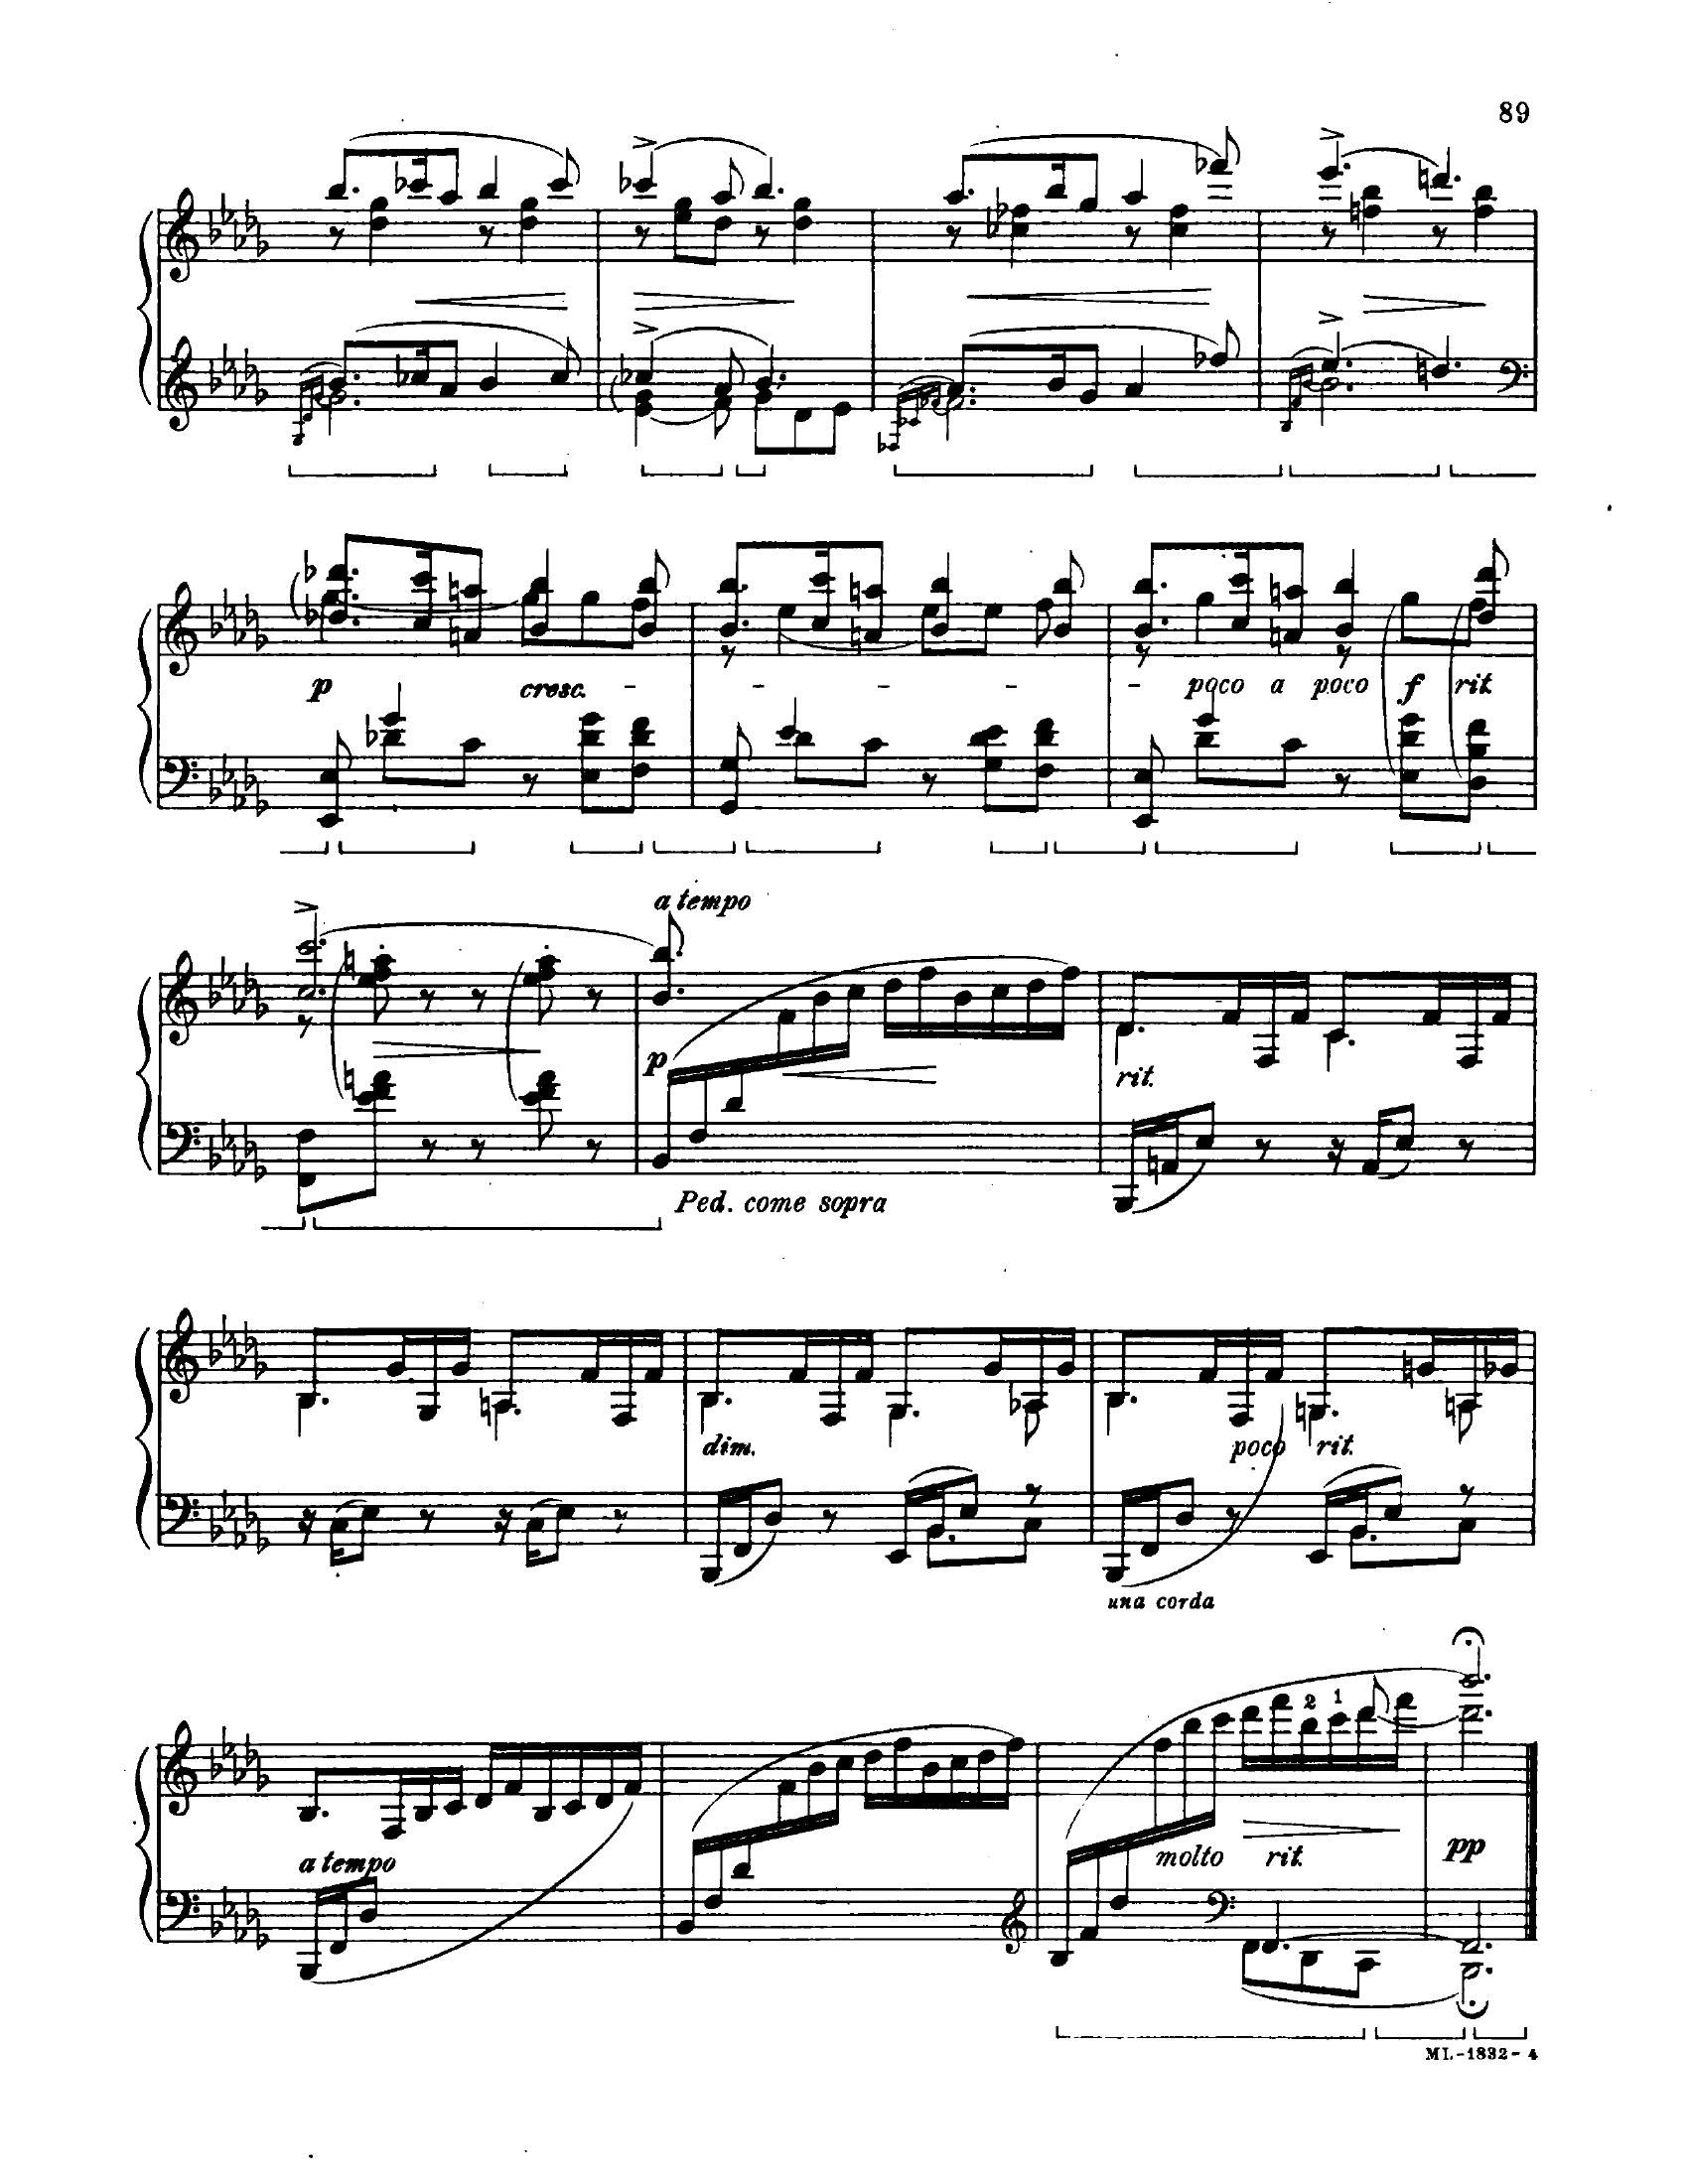 89
p cresc. - - - - - poco a poco f rit.
a tempo
p rit.
Ped. come sopra
dim. poco rit.
una corda
2 1
a tempo molto rit. pp
ML-1832-4